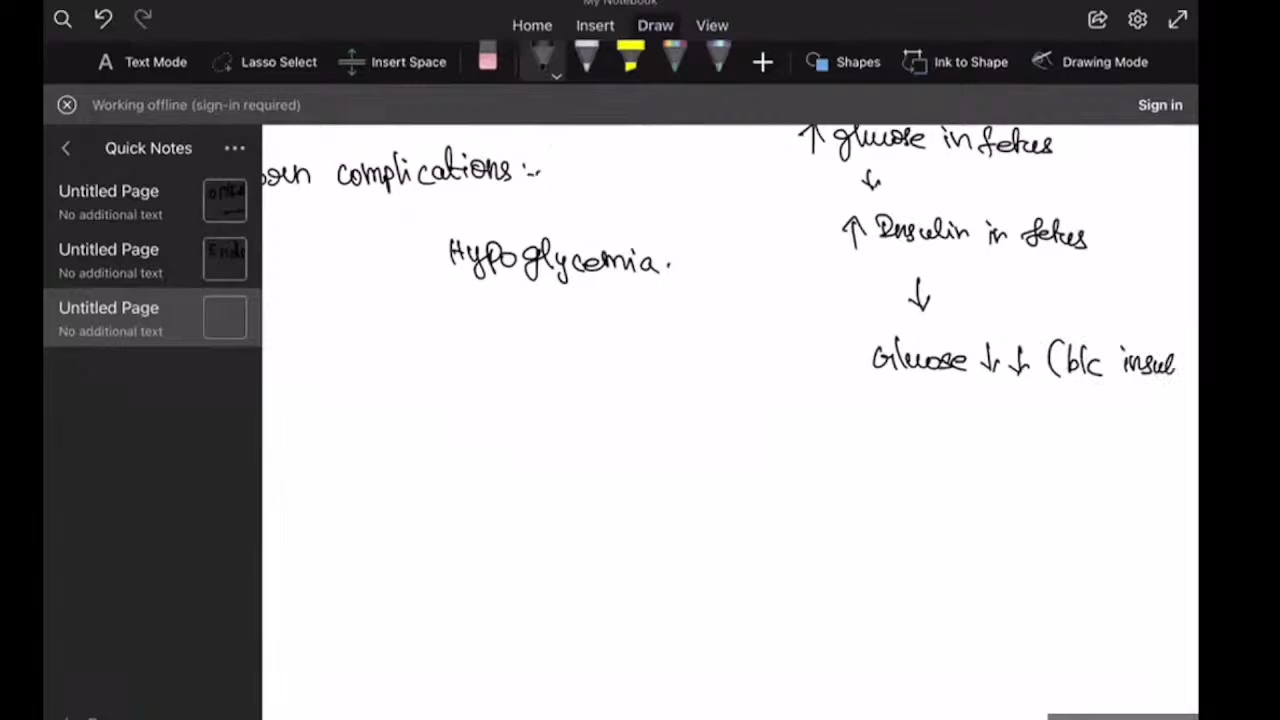 My Notebook
Home Insert Draw View
Text Mode Lasso Select Insert Space Shapes Ink to Shape Drawing Mode
Working offline (sign-in required) Sign in
Quick Notes
Untitled Page
No additional text
Untitled Page
No additional text
Untitled Page
No additional text
orn complications :-
Hypoglycemia.
↑ glucose in fetus
↓
↑ Insulin in fetus
↓
Glucose ↓ ↓ (b/c insul